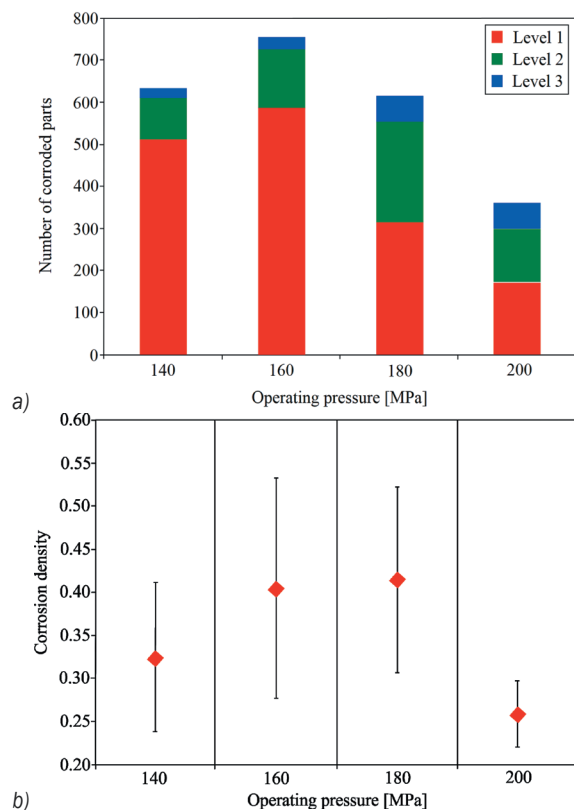 800
700
600
500
400
300
200
100
0
Number of corroded parts
Level 1
Level 2
Level 3
140 160 180 200
Operating pressure [MPa]
a)
0.60
0.55
0.50
0.45
0.40
0.35
0.30
0.25
0.20
Corrosion density
140 160 180 200
Operating pressure [MPa]
b)